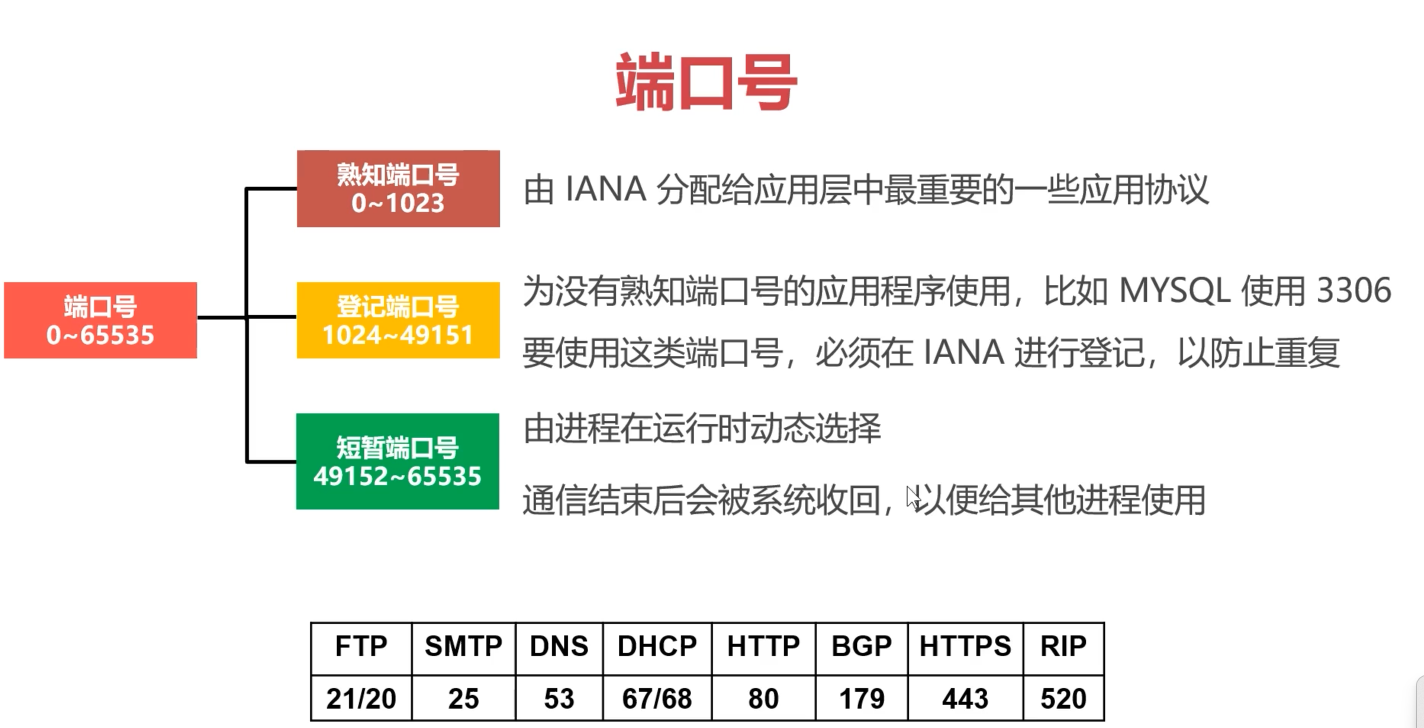 端口号
熟知端口号
0~1023
由 IANA 分配给应用层中最重要的一些应用协议
端口号
0~65535
登记端口号
1024~49151
为没有熟知端口号的应用程序使用，比如 MYSQL 使用 3306
要使用这类端口号，必须在 IANA 进行登记，以防止重复
短暂端口号
49152~65535
由进程在运行时动态选择
通信结束后会被系统收回，以便给其他进程使用
FTP SMTP DNS DHCP HTTP BGP HTTPS RIP
21/20 25 53 67/68 80 179 443 520